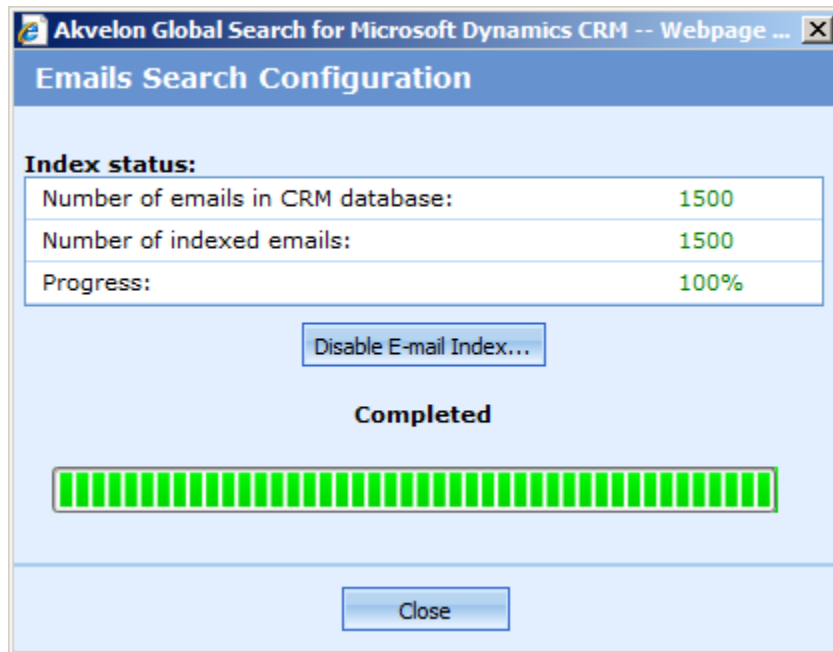 Akvelon Global Search for Microsoft Dynamics CRM -- Webpage ...
Emails Search Configuration
Index status:
Number of emails in CRM database: 1500
Number of indexed emails: 1500
Progress: 100%
Disable E-mail Index...
Completed
Close